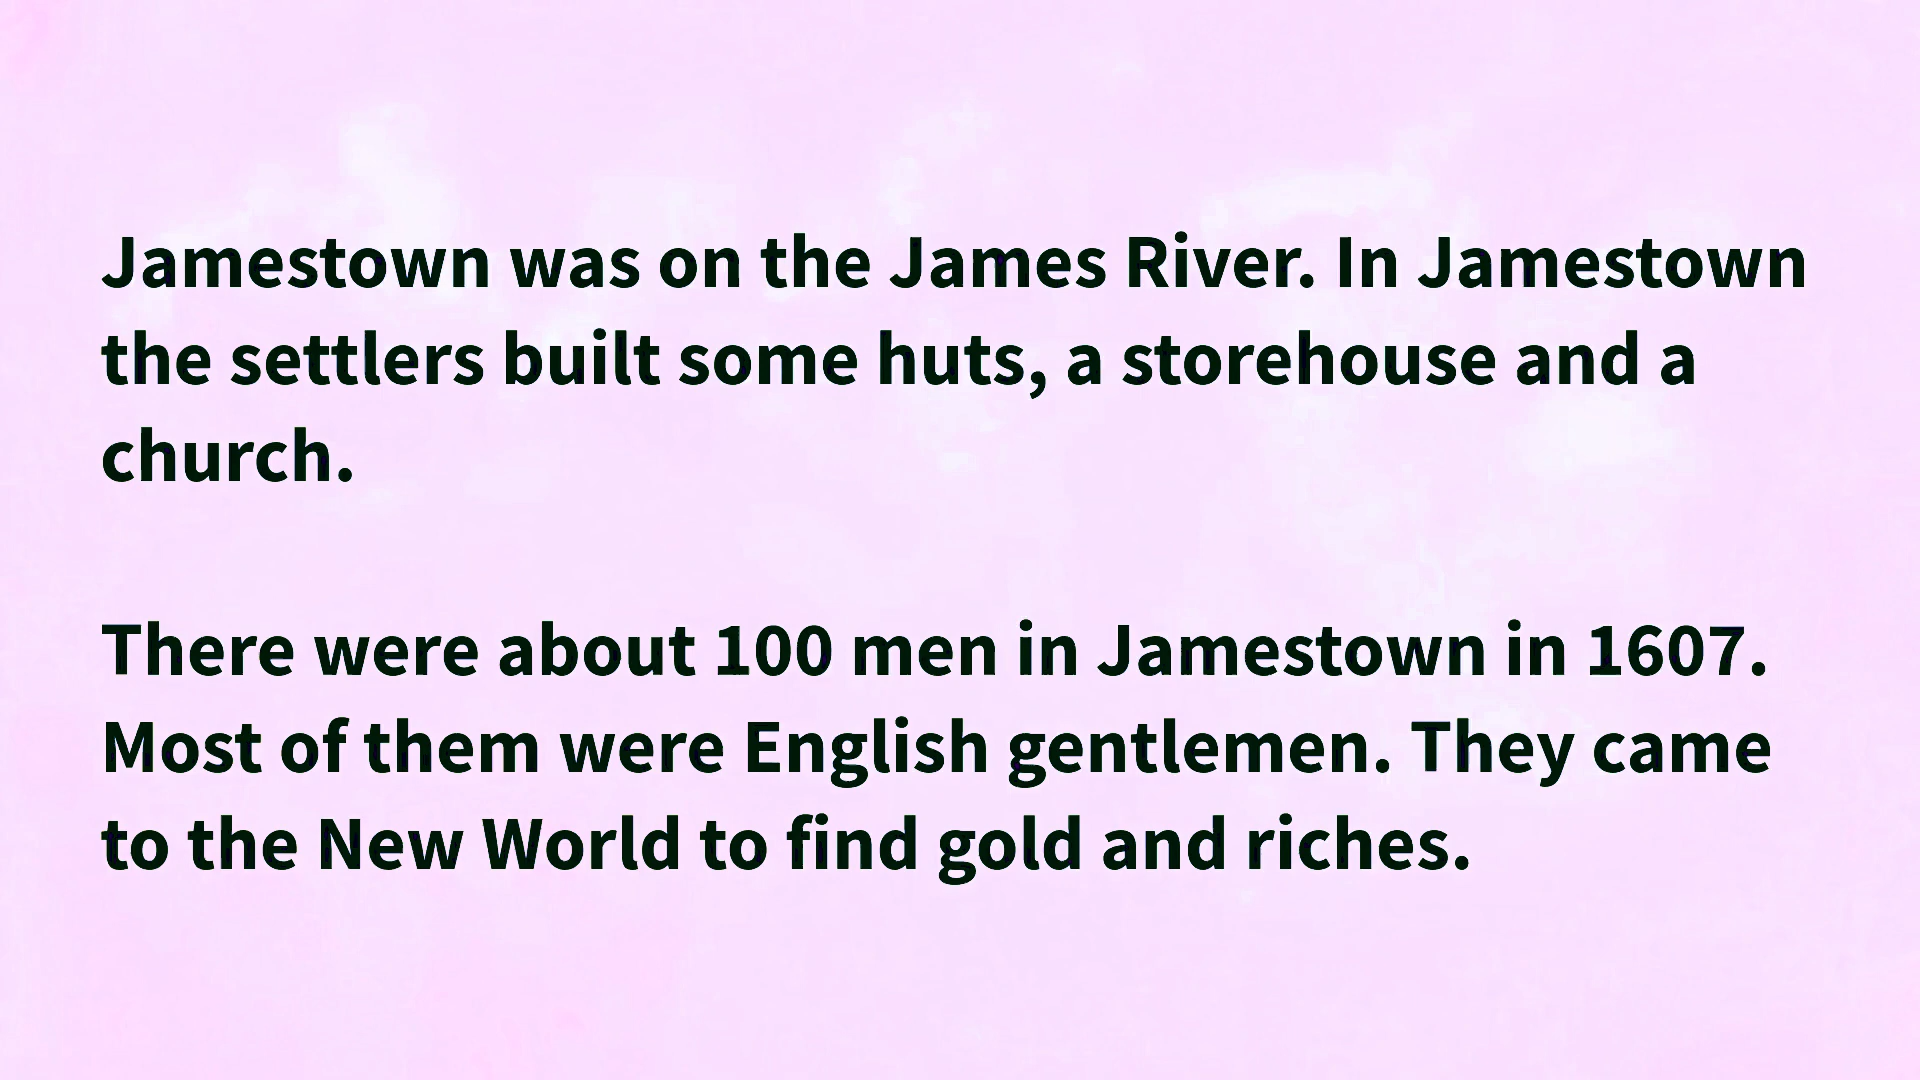 Jamestown was on the James River. In Jamestown
the settlers built some huts, a storehouse and a
church.
There were about 100 men in Jamestown in 1607.
Most of them were English gentlemen. They came
to the New World to find gold and riches.